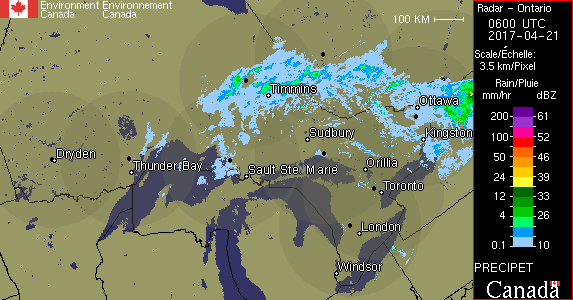 Environment Environnement
Canada Canada
100 KM
Radar - Ontario
0600 UTC
2017-04-21
Scale/Échelle:
3.5 km/Pixel
Rain/Pluie
mm/hr dBZ
200 61
100 52
50 46
24 39
12 33
4 26
0.1 10
PRECIPET
Canada
Timmins
Ottawa
Sudbury
Kingston
Dryden
Thunder Bay
Sault Ste. Marie
Orillia
Toronto
London
Windsor